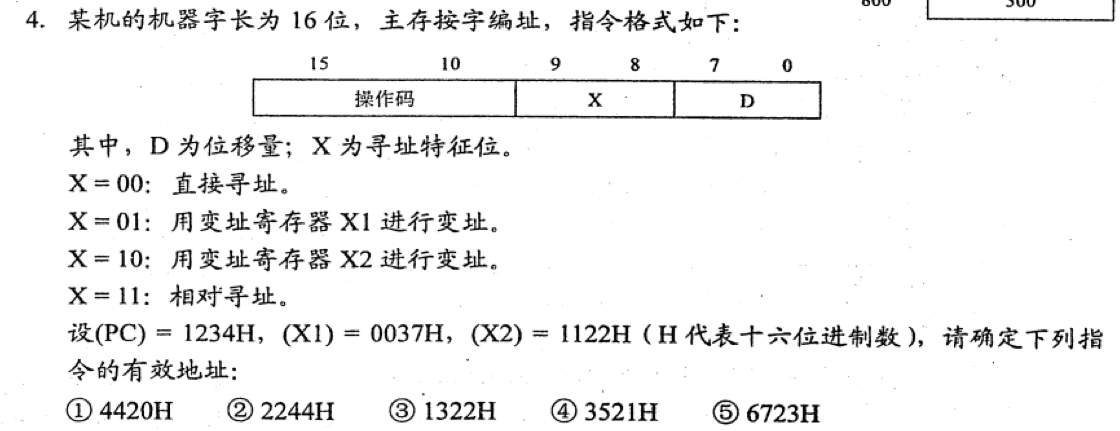 4. 某机的机器字长为 16 位，主存按字编址，指令格式如下：
15 10 9 8 7 0
操作码 X D
其中，D 为位移量；X 为寻址特征位。
X = 00：直接寻址。
X = 01：用变址寄存器 X1 进行变址。
X = 10：用变址寄存器 X2 进行变址。
X = 11：相对寻址。
设(PC) = 1234H，(X1) = 0037H，(X2) = 1122H（H 代表十六位进制数），请确定下列指
令的有效地址：
① 4420H ② 2244H ③ 1322H ④ 3521H ⑤ 6723H